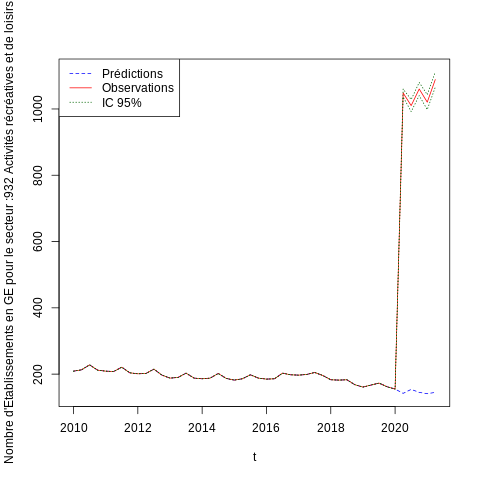 Nombre d'Etablissements en GE pour le secteur :932 Activités récréatives et de loisirs
Prédictions
Observations
IC 95%
1000
800
600
400
200
2010
2012
2014
2016
2018
2020
t